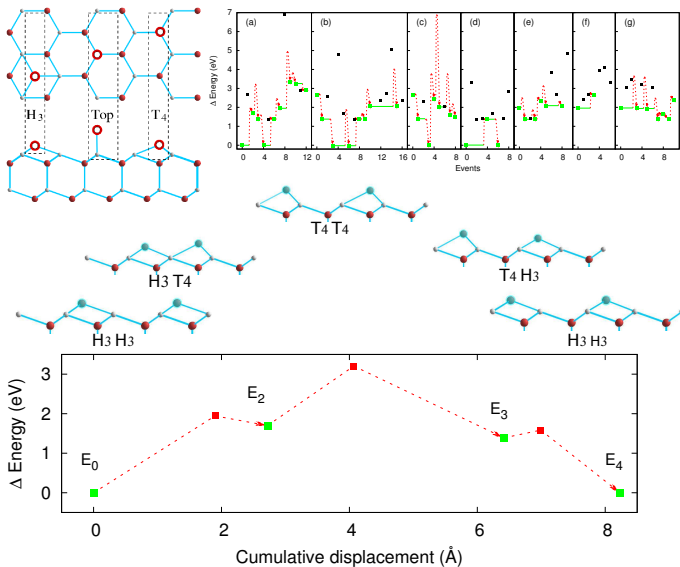 H3 Top T4
Δ Energy (eV)
7
6
5
4
3
2
1
0
(a) (b) (c) (d) (e) (f) (g)
0 4 8 12 0 4 8 12 16 0 4 8 0 4 8 0 4 8 0 4 0 4 8
Events
T4 T4
H3 T4
T4 H3
H3 H3
H3 H3
Δ Energy (eV)
3
2
1
0
E0
E2
E3
E4
0 2 4 6 8
Cumulative displacement (Å)